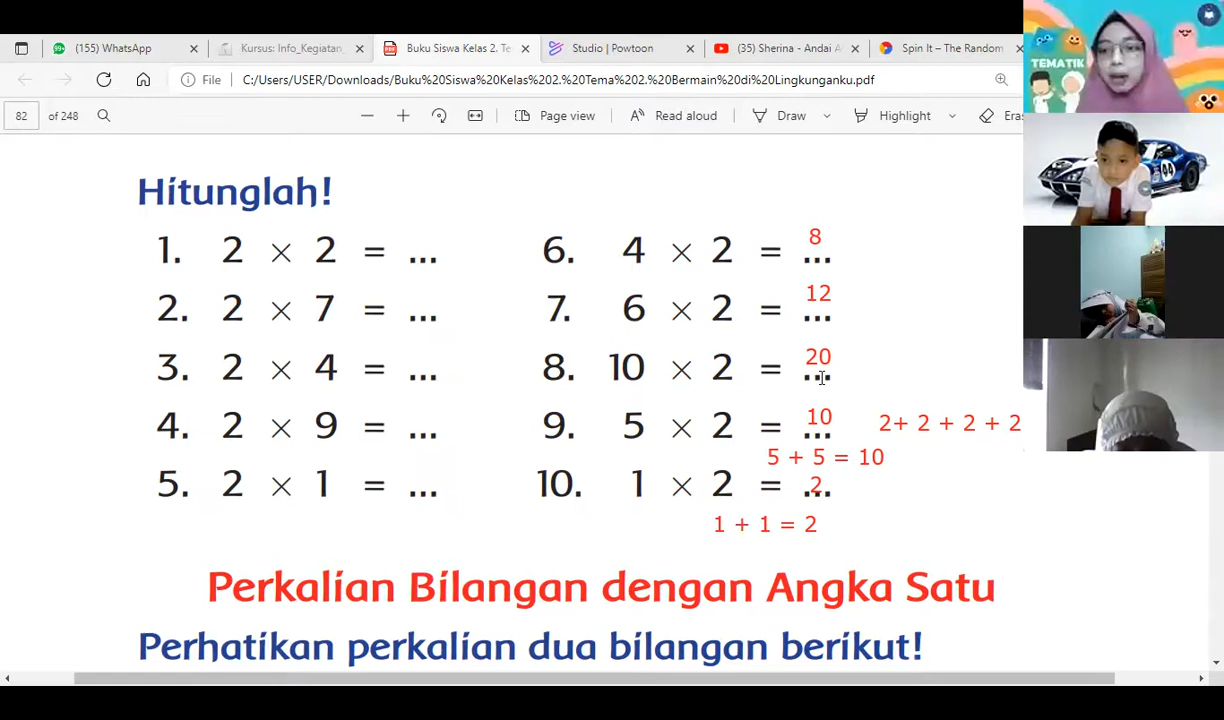 (155) WhatsApp
Kursus: Info_Kegiatan_
Buku Siswa Kelas 2. Te
Studio | Powtoon
(35) Sherina - Andai A
Spin It – The Random
File C:/Users/USER/Downloads/Buku%20Siswa%20Kelas%202.%20Tema%202.%20Bermain%20di%20Lingkunganku.pdf
82 of 248
Page view
Read aloud
Draw
Highlight
Eras
TEMATIK
44
Hitunglah!
1. 2 × 2 = ...
2. 2 × 7 = ...
3. 2 × 4 = ...
4. 2 × 9 = ...
5. 2 × 1 = ...
8
6. 4 × 2 = ...
12
7. 6 × 2 = ...
20
8. 10 × 2 = ...
10
9. 5 × 2 = ...
2+ 2 + 2 + 2
5 + 5 = 10
2
10. 1 × 2 = ...
1 + 1 = 2
Perkalian Bilangan dengan Angka Satu
Perhatikan perkalian dua bilangan berikut!